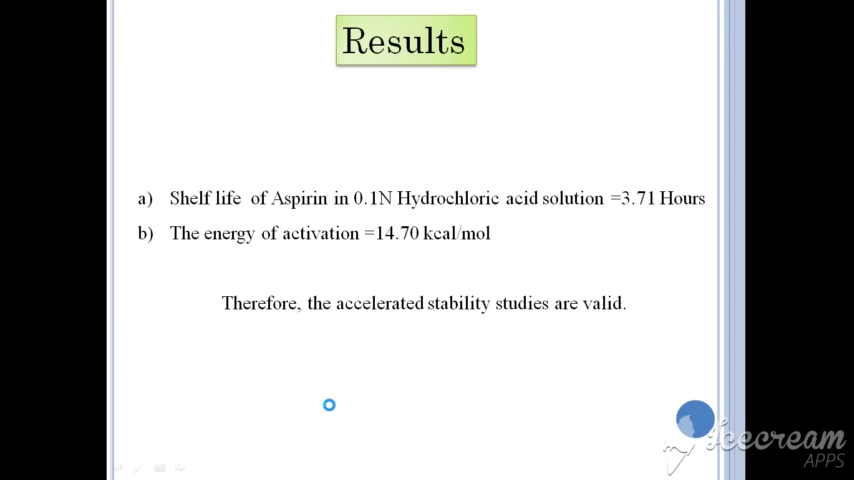 Results
a) Shelf life of Aspirin in 0.1N Hydrochloric acid solution =3.71 Hours
b) The energy of activation =14.70 kcal/mol
Therefore, the accelerated stability studies are valid.
Icecream
APPS